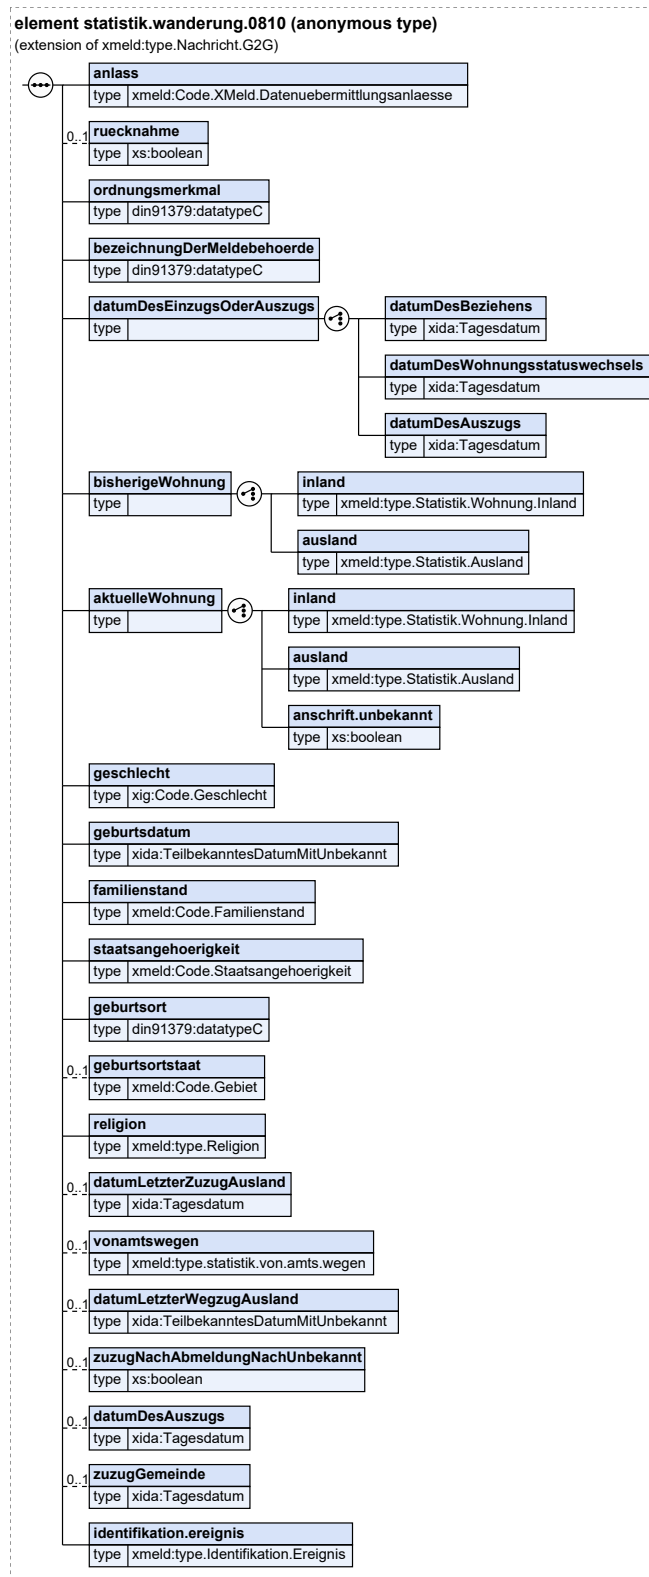 element statistik.wanderung.0810 (anonymous type)
(extension of xmeld:type.Nachricht.G2G)
anlass
type xmeld:Code.XMeld.Datenuebermittlungsanlaesse
0..1 ruecknahme
type xs:boolean
ordnungsmerkmal
type din91379:datatypeC
bezeichnungDerMeldebehoerde
type din91379:datatypeC
datumDesEinzugsOderAuszugs
type
datumDesBeziehens
type xida:Tagesdatum
datumDesWohnungsstatuswechsels
type xida:Tagesdatum
datumDesAuszugs
type xida:Tagesdatum
bisherigeWohnung
type
inland
type xmeld:type.Statistik.Wohnung.Inland
ausland
type xmeld:type.Statistik.Ausland
aktuelleWohnung
type
inland
type xmeld:type.Statistik.Wohnung.Inland
ausland
type xmeld:type.Statistik.Ausland
anschrift.unbekannt
type xs:boolean
geschlecht
type xig:Code.Geschlecht
geburtsdatum
type xida:TeilbekanntesDatumMitUnbekannt
familienstand
type xmeld:Code.Familienstand
staatsangehoerigkeit
type xmeld:Code.Staatsangehoerigkeit
geburtsort
type din91379:datatypeC
0..1 geburtsortstaat
type xmeld:Code.Gebiet
religion
type xmeld:type.Religion
0..1 datumLetzterZuzugAusland
type xida:Tagesdatum
0..1 vonamtswegen
type xmeld:type.statistik.von.amts.wegen
0..1 datumLetzterWegzugAusland
type xida:TeilbekanntesDatumMitUnbekannt
0..1 zuzugNachAbmeldungNachUnbekannt
type xs:boolean
0..1 datumDesAuszugs
type xida:Tagesdatum
0..1 zuzugGemeinde
type xida:Tagesdatum
identifikation.ereignis
type xmeld:type.Identifikation.Ereignis